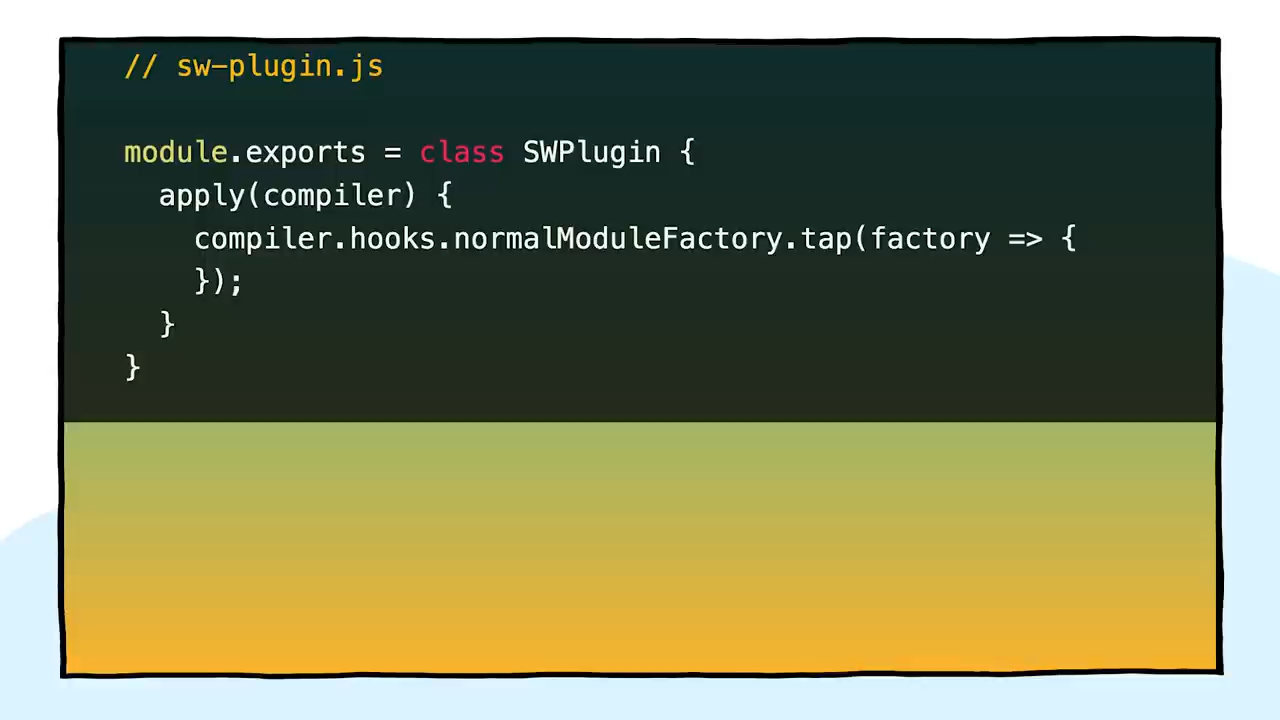 // sw-plugin.js
module.exports = class SWPlugin {
  apply(compiler) {
    compiler.hooks.normalModuleFactory.tap(factory => {
    });
  }
}